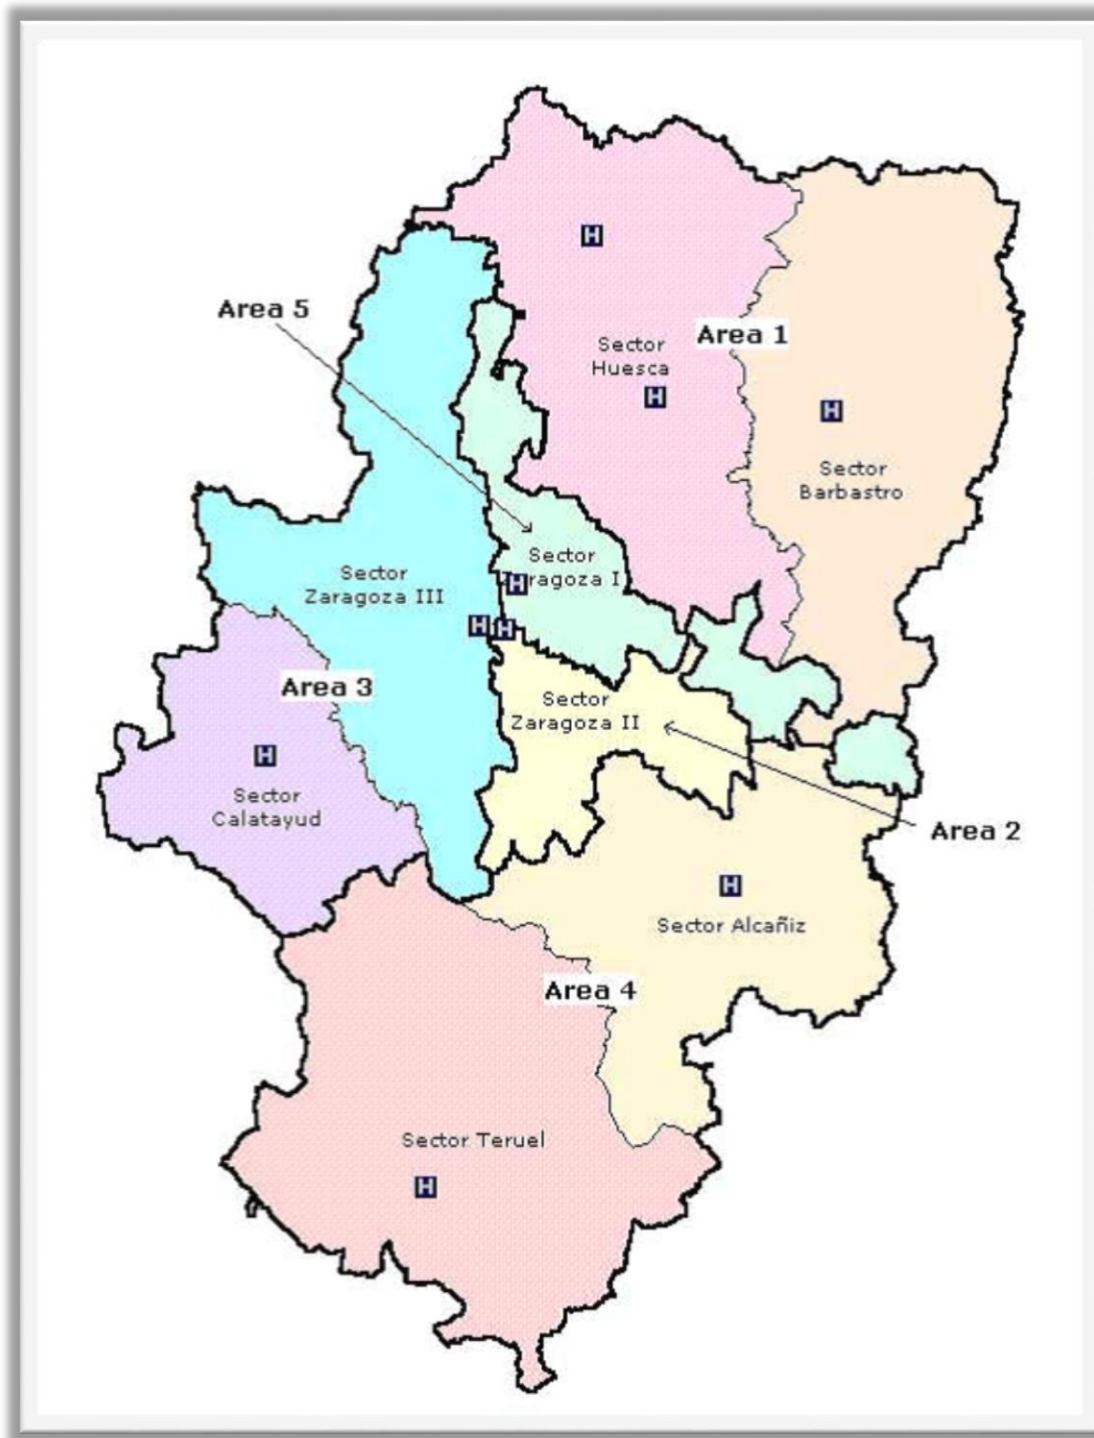 H
Area 5
Area 1
Sector
Huesca
H
H
Sector
Barbastro
Sector
Zaragoza I
H
Sector
Zaragoza III
H
H
Area 3
Sector
Zaragoza II
H
Sector
Calatayud
Area 2
H
Sector Alcañiz
Area 4
Sector Teruel
H